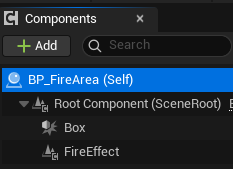 Components
Add
Search
BP_FireArea (Self)
Root Component (SceneRoot)
Box
FireEffect